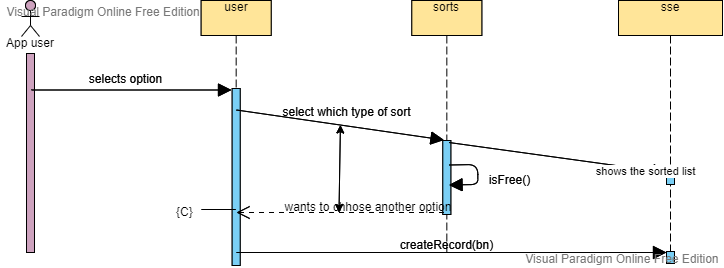 Visual Paradigm Online Free Edition
user
sorts
sse
App user
selects option
select which type of sort
shows the sorted list
isFree()
wants to cnhose another option
{C}
createRecord(bn)
Visual Paradigm Online Free Edition